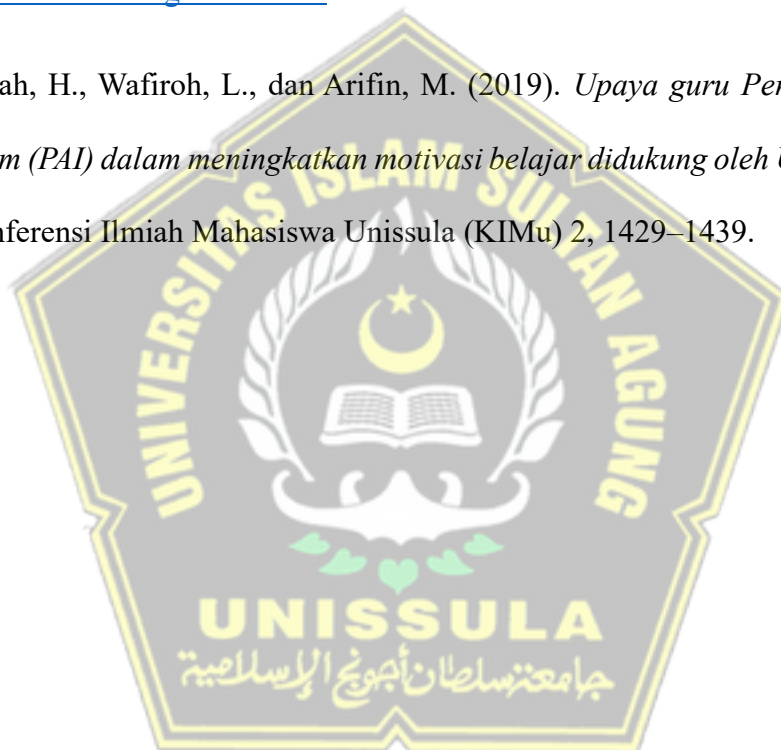 ah, H., Wafiroh, L., dan Arifin, M. (2019). Upaya guru Per
m (PAI) dalam meningkatkan motivasi belajar didukung oleh
nferensi Ilmiah Mahasiswa Unissula (KIMu) 2, 1429–1439.
UNIVERSITAS ISLAM SULTAN AGUNG
UNISSULA
جامعة سلطان أجونج الإسلامية